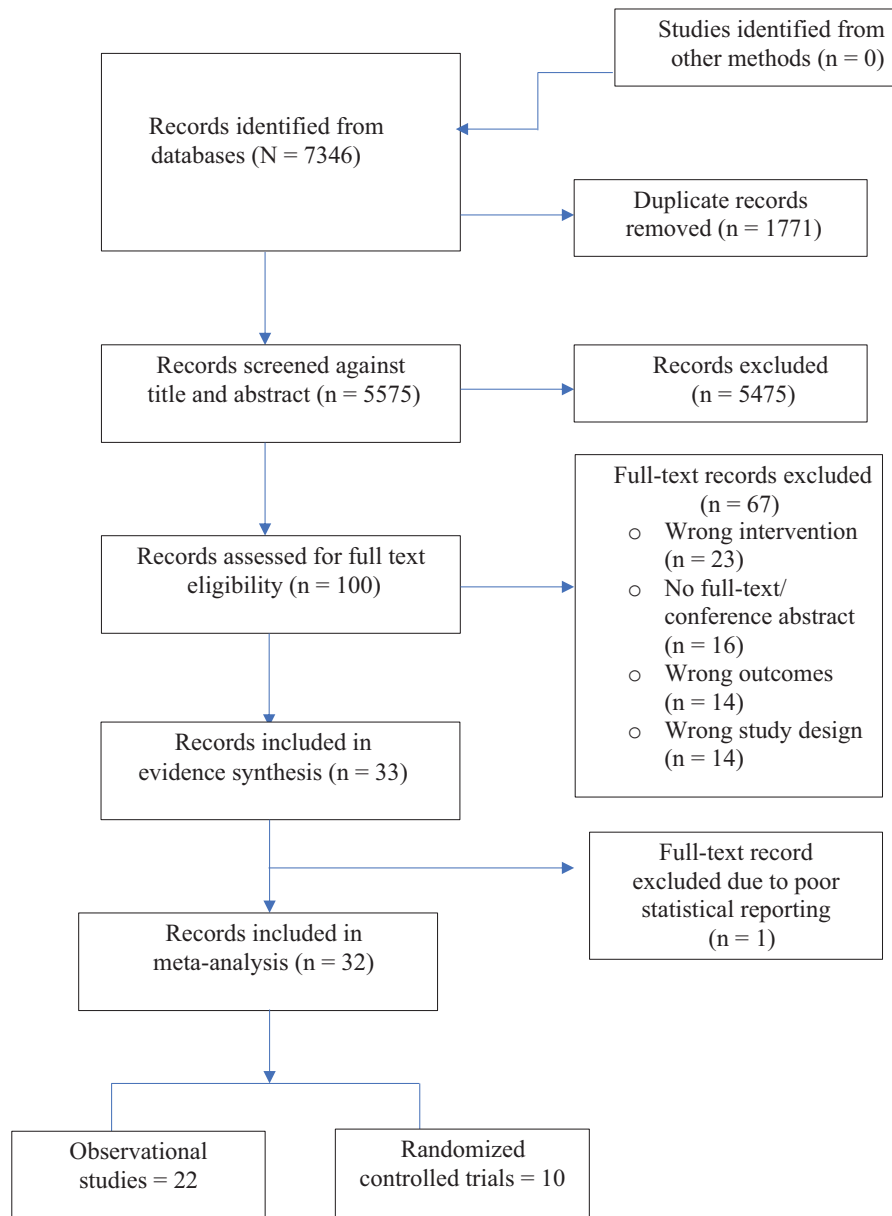 Studies identified from
other methods (n = 0)
Records identified from
databases (N = 7346)
Duplicate records
removed (n = 1771)
Records screened against
title and abstract (n = 5575)
Records excluded
(n = 5475)
Full-text records excluded
(n = 67)
o Wrong intervention
(n = 23)
o No full-text/
conference abstract
(n = 16)
o Wrong outcomes
(n = 14)
o Wrong study design
(n = 14)
Records assessed for full text
eligibility (n = 100)
Records included in
evidence synthesis (n = 33)
Full-text record
excluded due to poor
statistical reporting
(n = 1)
Records included in
meta-analysis (n = 32)
Observational
studies = 22
Randomized
controlled trials = 10